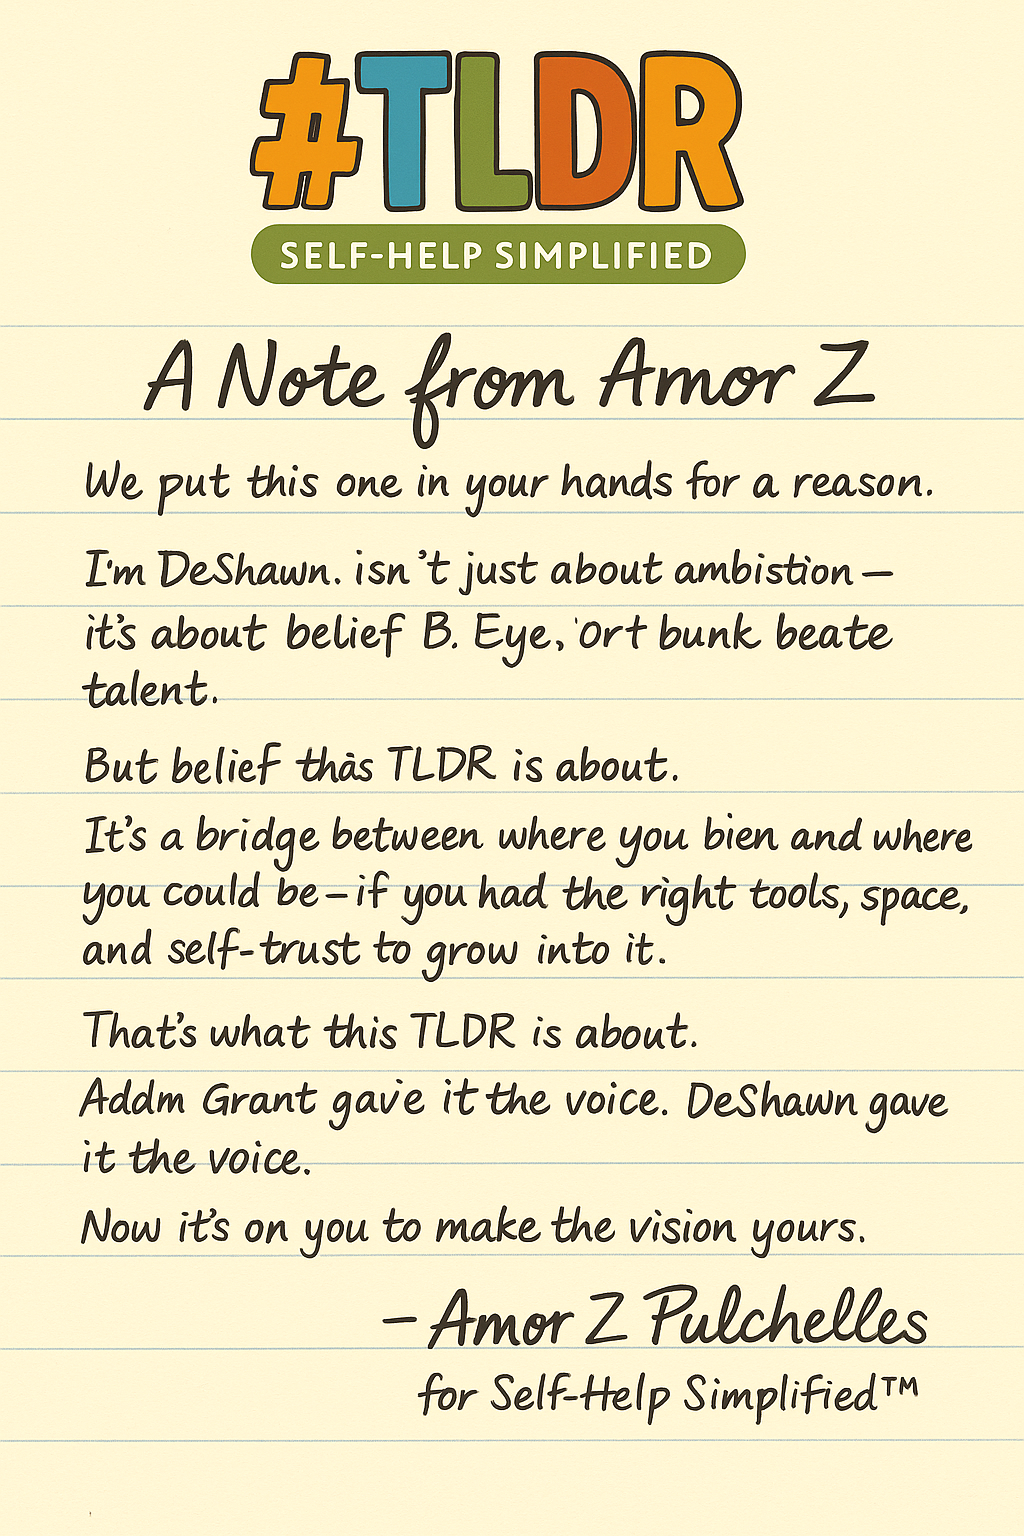 #TLDR
SELF-HELP SIMPLIFIED
A Note from Amor Z
We put this one in your hands for a reason.
I'm DeShawn. isn't just about ambistion —
it's about belief B. Eye, 'Ort bunk beate
talent.
But belief thås TLDR is about.
It's a bridge between where you bien and where
you could be – if you had the right tools, space,
and self-trust to grow into it.
That's what this TLDR is about.
Addm Grant gave it the voice. DeShawn gave
it the voice.
Now it's on you to make the vision yours.
– Amor Z Pulchelles
for Self-Help Simplified™